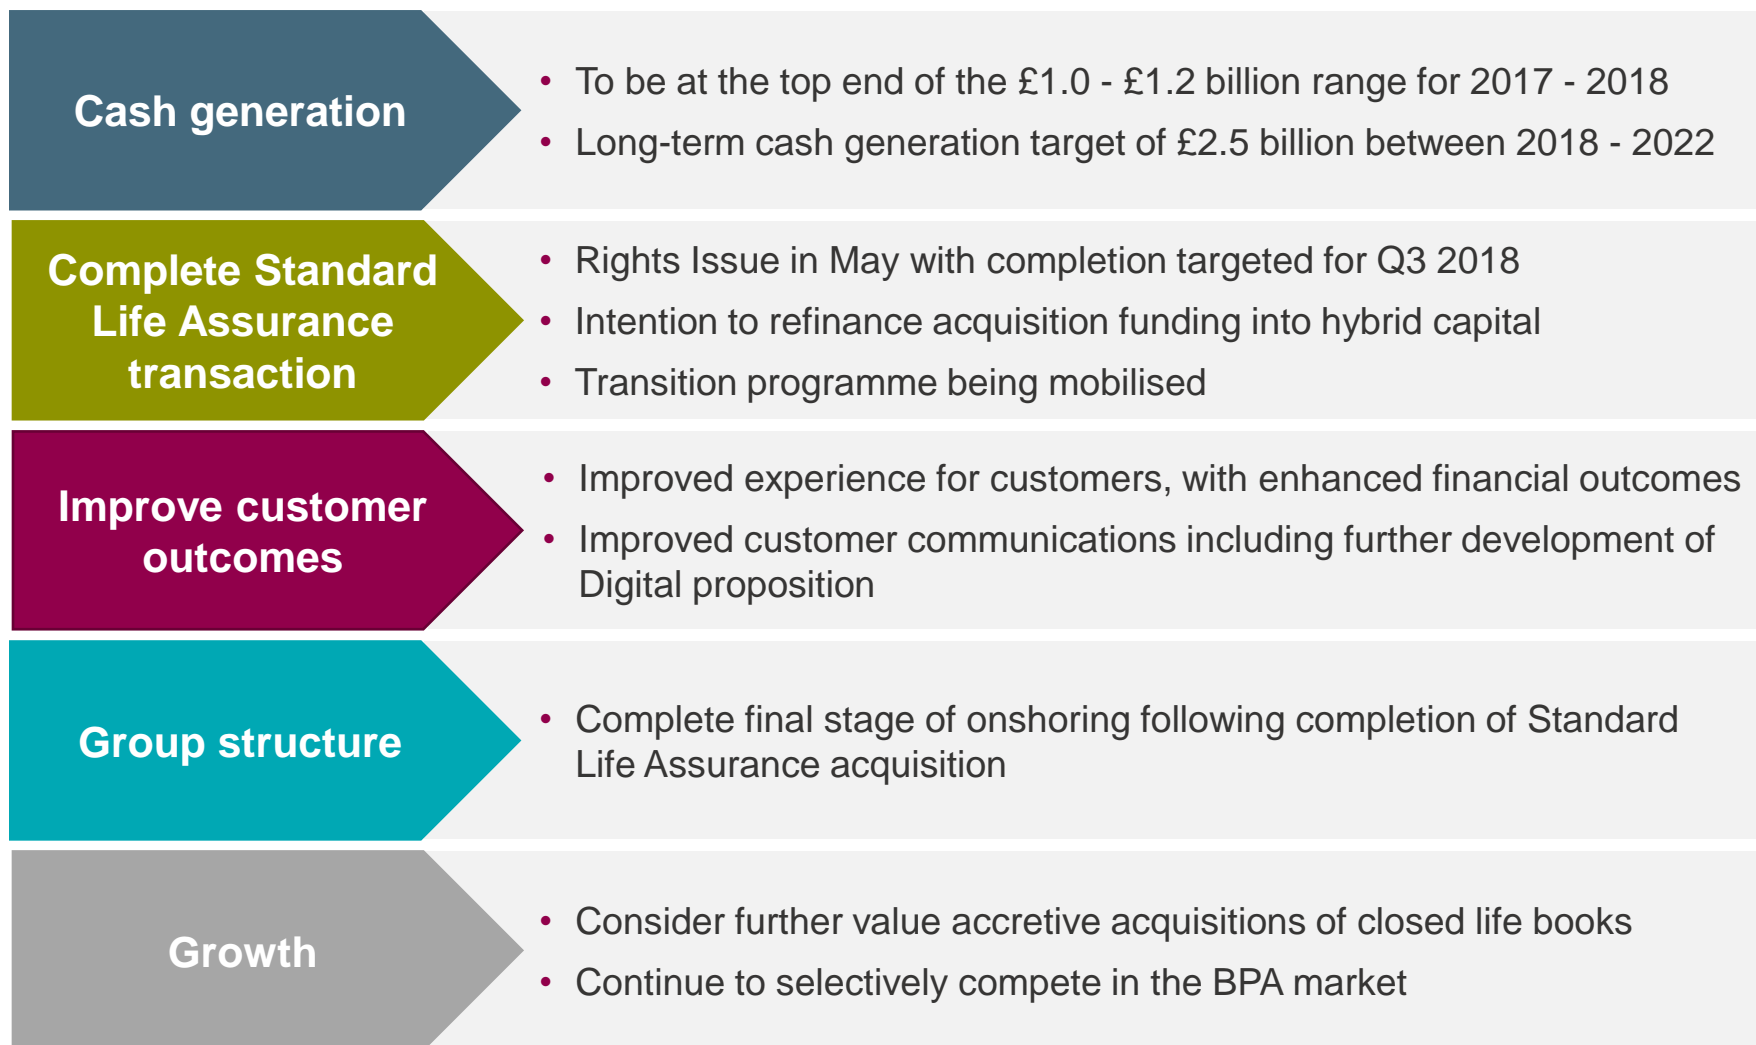 Cash generation
• To be at the top end of the £1.0 - £1.2 billion range for 2017 - 2018
• Long-term cash generation target of £2.5 billion between 2018 - 2022
Complete Standard
Life Assurance
transaction
• Rights Issue in May with completion targeted for Q3 2018
• Intention to refinance acquisition funding into hybrid capital
• Transition programme being mobilised
Improve customer
outcomes
• Improved experience for customers, with enhanced financial outcomes
• Improved customer communications including further development of
Digital proposition
Group structure
• Complete final stage of onshoring following completion of Standard
Life Assurance acquisition
Growth
• Consider further value accretive acquisitions of closed life books
• Continue to selectively compete in the BPA market